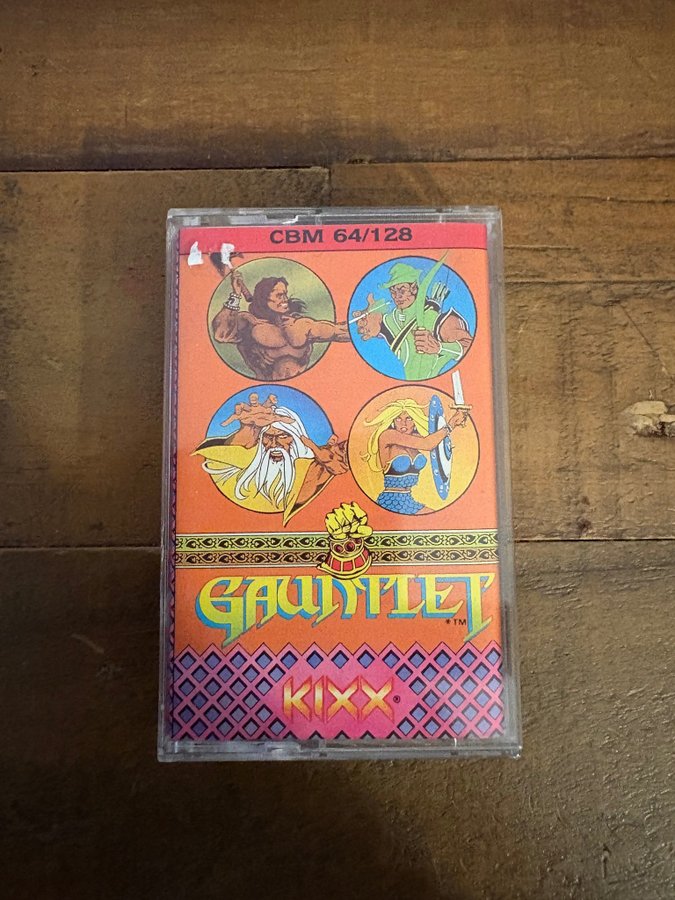 CBM 64/128
GAUNTLET
*TM
KIXX®